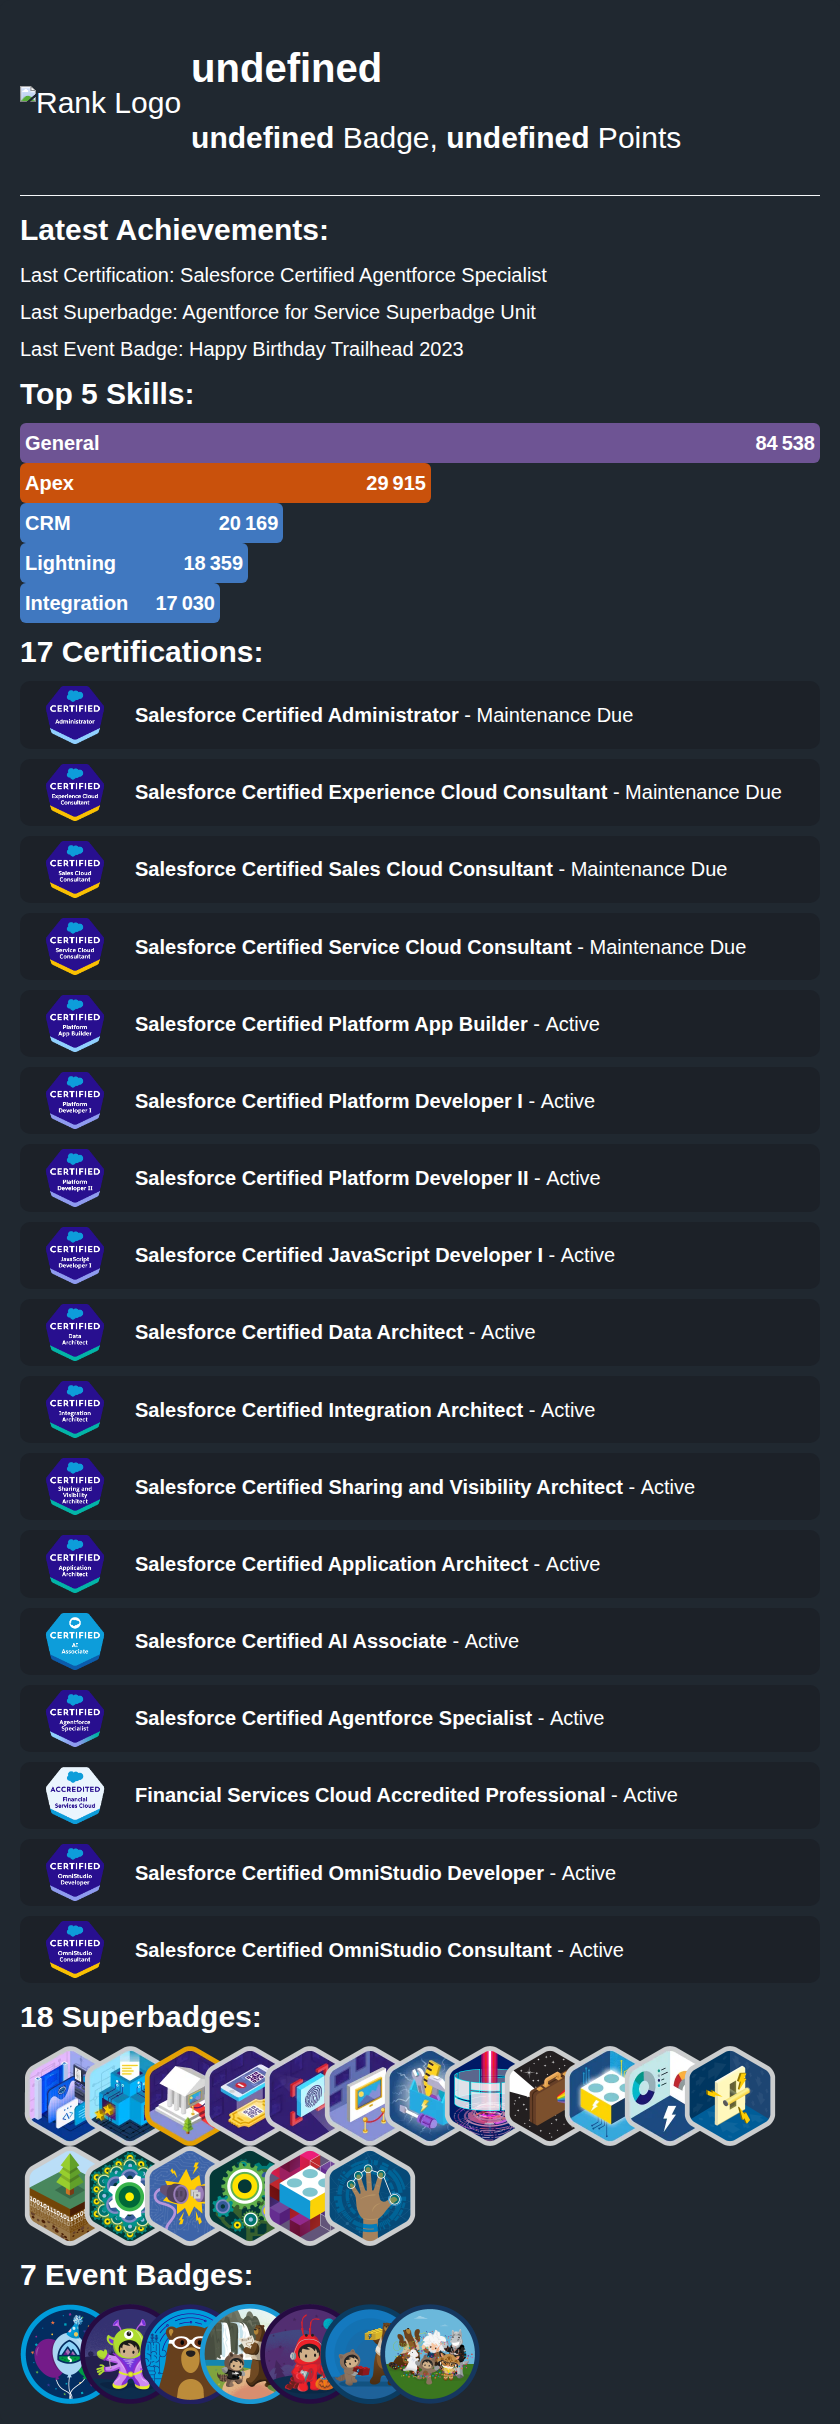 undefined
Rank Logo
undefined Badge, undefined Points
Latest Achievements:
Last Certification: Salesforce Certified Agentforce Specialist
Last Superbadge: Agentforce for Service Superbadge Unit
Last Event Badge: Happy Birthday Trailhead 2023
Top 5 Skills:
General 84 538
Apex 29 915
CRM 20 169
Lightning 18 359
Integration 17 030
17 Certifications:
CERTIFIED
Administrator
Salesforce Certified Administrator - Maintenance Due
CERTIFIED
Experience Cloud
Consultant
Salesforce Certified Experience Cloud Consultant - Maintenance Due
CERTIFIED
Sales Cloud
Consultant
Salesforce Certified Sales Cloud Consultant - Maintenance Due
CERTIFIED
Service Cloud
Consultant
Salesforce Certified Service Cloud Consultant - Maintenance Due
CERTIFIED
Platform
App Builder
Salesforce Certified Platform App Builder - Active
CERTIFIED
Platform
Developer I
Salesforce Certified Platform Developer I - Active
CERTIFIED
Platform
Developer II
Salesforce Certified Platform Developer II - Active
CERTIFIED
JavaScript
Developer I
Salesforce Certified JavaScript Developer I - Active
CERTIFIED
Data
Architect
Salesforce Certified Data Architect - Active
CERTIFIED
Integration
Architect
Salesforce Certified Integration Architect - Active
CERTIFIED
Sharing and
Visibility
Architect
Salesforce Certified Sharing and Visibility Architect - Active
CERTIFIED
Application
Architect
Salesforce Certified Application Architect - Active
CERTIFIED
AI
Associate
Salesforce Certified AI Associate - Active
CERTIFIED
Agentforce
Specialist
Salesforce Certified Agentforce Specialist - Active
ACCREDITED
Financial
Services Cloud
Financial Services Cloud Accredited Professional - Active
CERTIFIED
OmniStudio
Developer
Salesforce Certified OmniStudio Developer - Active
CERTIFIED
OmniStudio
Consultant
Salesforce Certified OmniStudio Consultant - Active
18 Superbadges:
7 Event Badges: